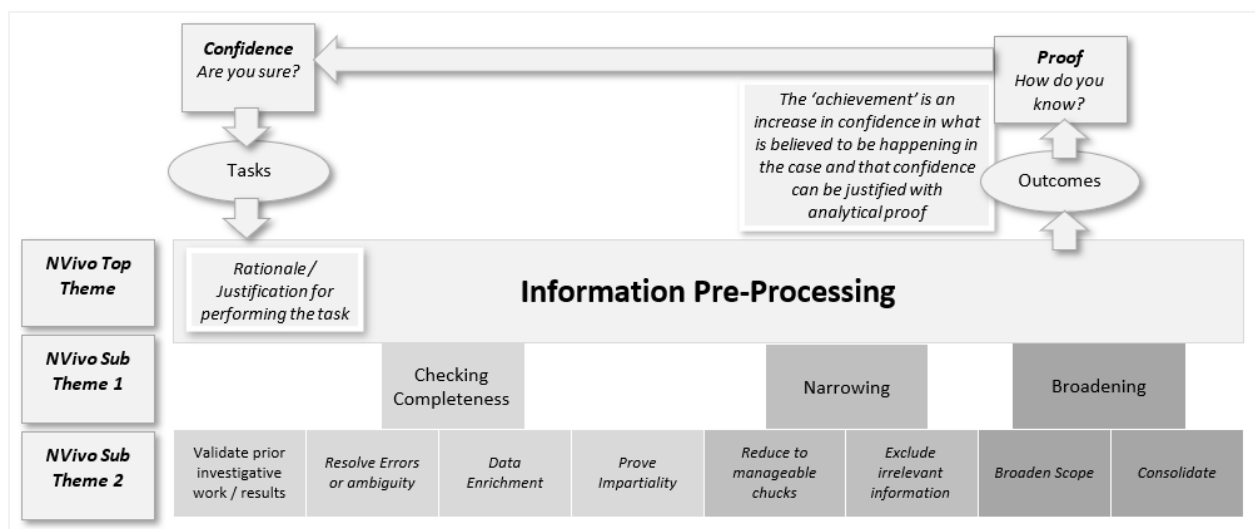 Confidence
Are you sure?
Proof
How do you
know?
The ‘achievement’ is an
increase in confidence in what
is believed to be happening in
the case and that confidence
can be justified with
analytical proof
Tasks
Outcomes
NVivo Top
Theme
Rationale /
Justification for
performing the task
Information Pre-Processing
NVivo Sub
Theme 1
Checking
Completeness
Narrowing
Broadening
NVivo Sub
Theme 2
Validate prior
investigative
work / results
Resolve Errors
or ambiguity
Data
Enrichment
Prove
Impartiality
Reduce to
manageable
chucks
Exclude
irrelevant
information
Broaden Scope
Consolidate